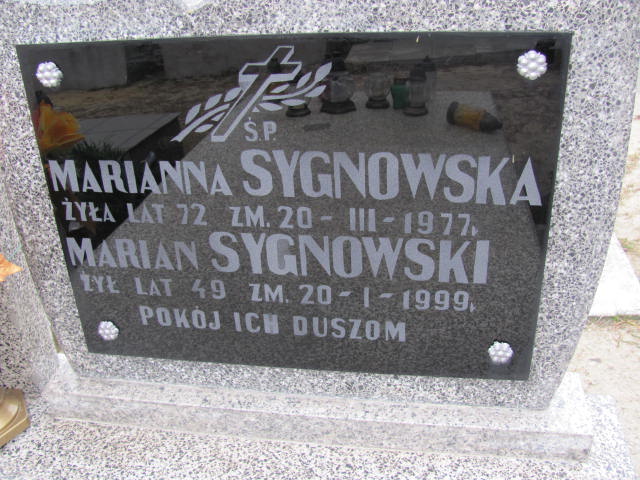 Ś.P.
MARIANNA SYGNOWSKA
ŻYŁA LAT 72 ZM. 20-III-1977r.
MARIAN SYGNOWSKI
ŻYŁ LAT 49 ZM. 20-I-1999r.
POKÓJ ICH DUSZOM